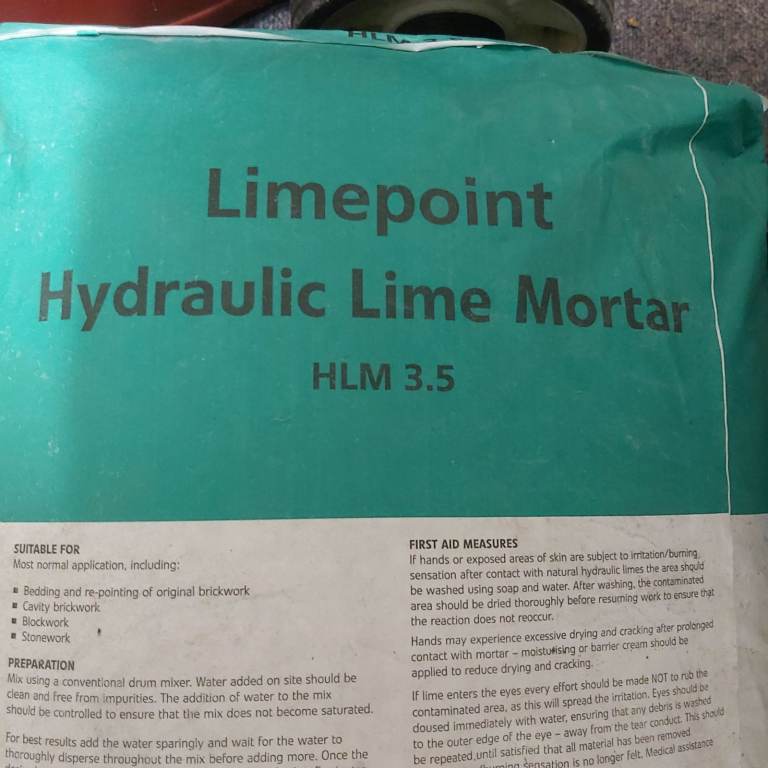 HLM
Limepoint
Hydraulic Lime Mortar
HLM 3.5
SUITABLE FOR
Most normal application, including:
▪ Bedding and re-pointing of original brickwork
▪ Cavity brickwork
▪ Blockwork
▪ Stonework
PREPARATION
Mix using a conventional drum mixer. Water added on site should be
clean and free from impurities. The addition of water to the mix
should be controlled to ensure that the mix does not become saturated.
For best results add the water sparingly and wait for the water to
thoroughly disperse throughout the mix before adding more. Once the
FIRST AID MEASURES
If hands or exposed areas of skin are subject to irritation/burning
sensation after contact with natural hydraulic limes the area should
be washed using soap and water. After washing, the contaminated
area should be dried thoroughly before resuming work to ensure that
the reaction does not reoccur.
Hands may experience excessive drying and cracking after prolonged
contact with mortar – moisturising or barrier cream should be
applied to reduce drying and cracking.
If lime enters the eyes every effort should be made NOT to rub the
contaminated area, as this will spread the irritation. Eyes should be
doused immediately with water, ensuring that any debris is washed
to the outer edge of the eye – away from the tear conduct. This should
be repeated until satisfied that all material has been removed
burning sensation is no longer felt. Medical assistance